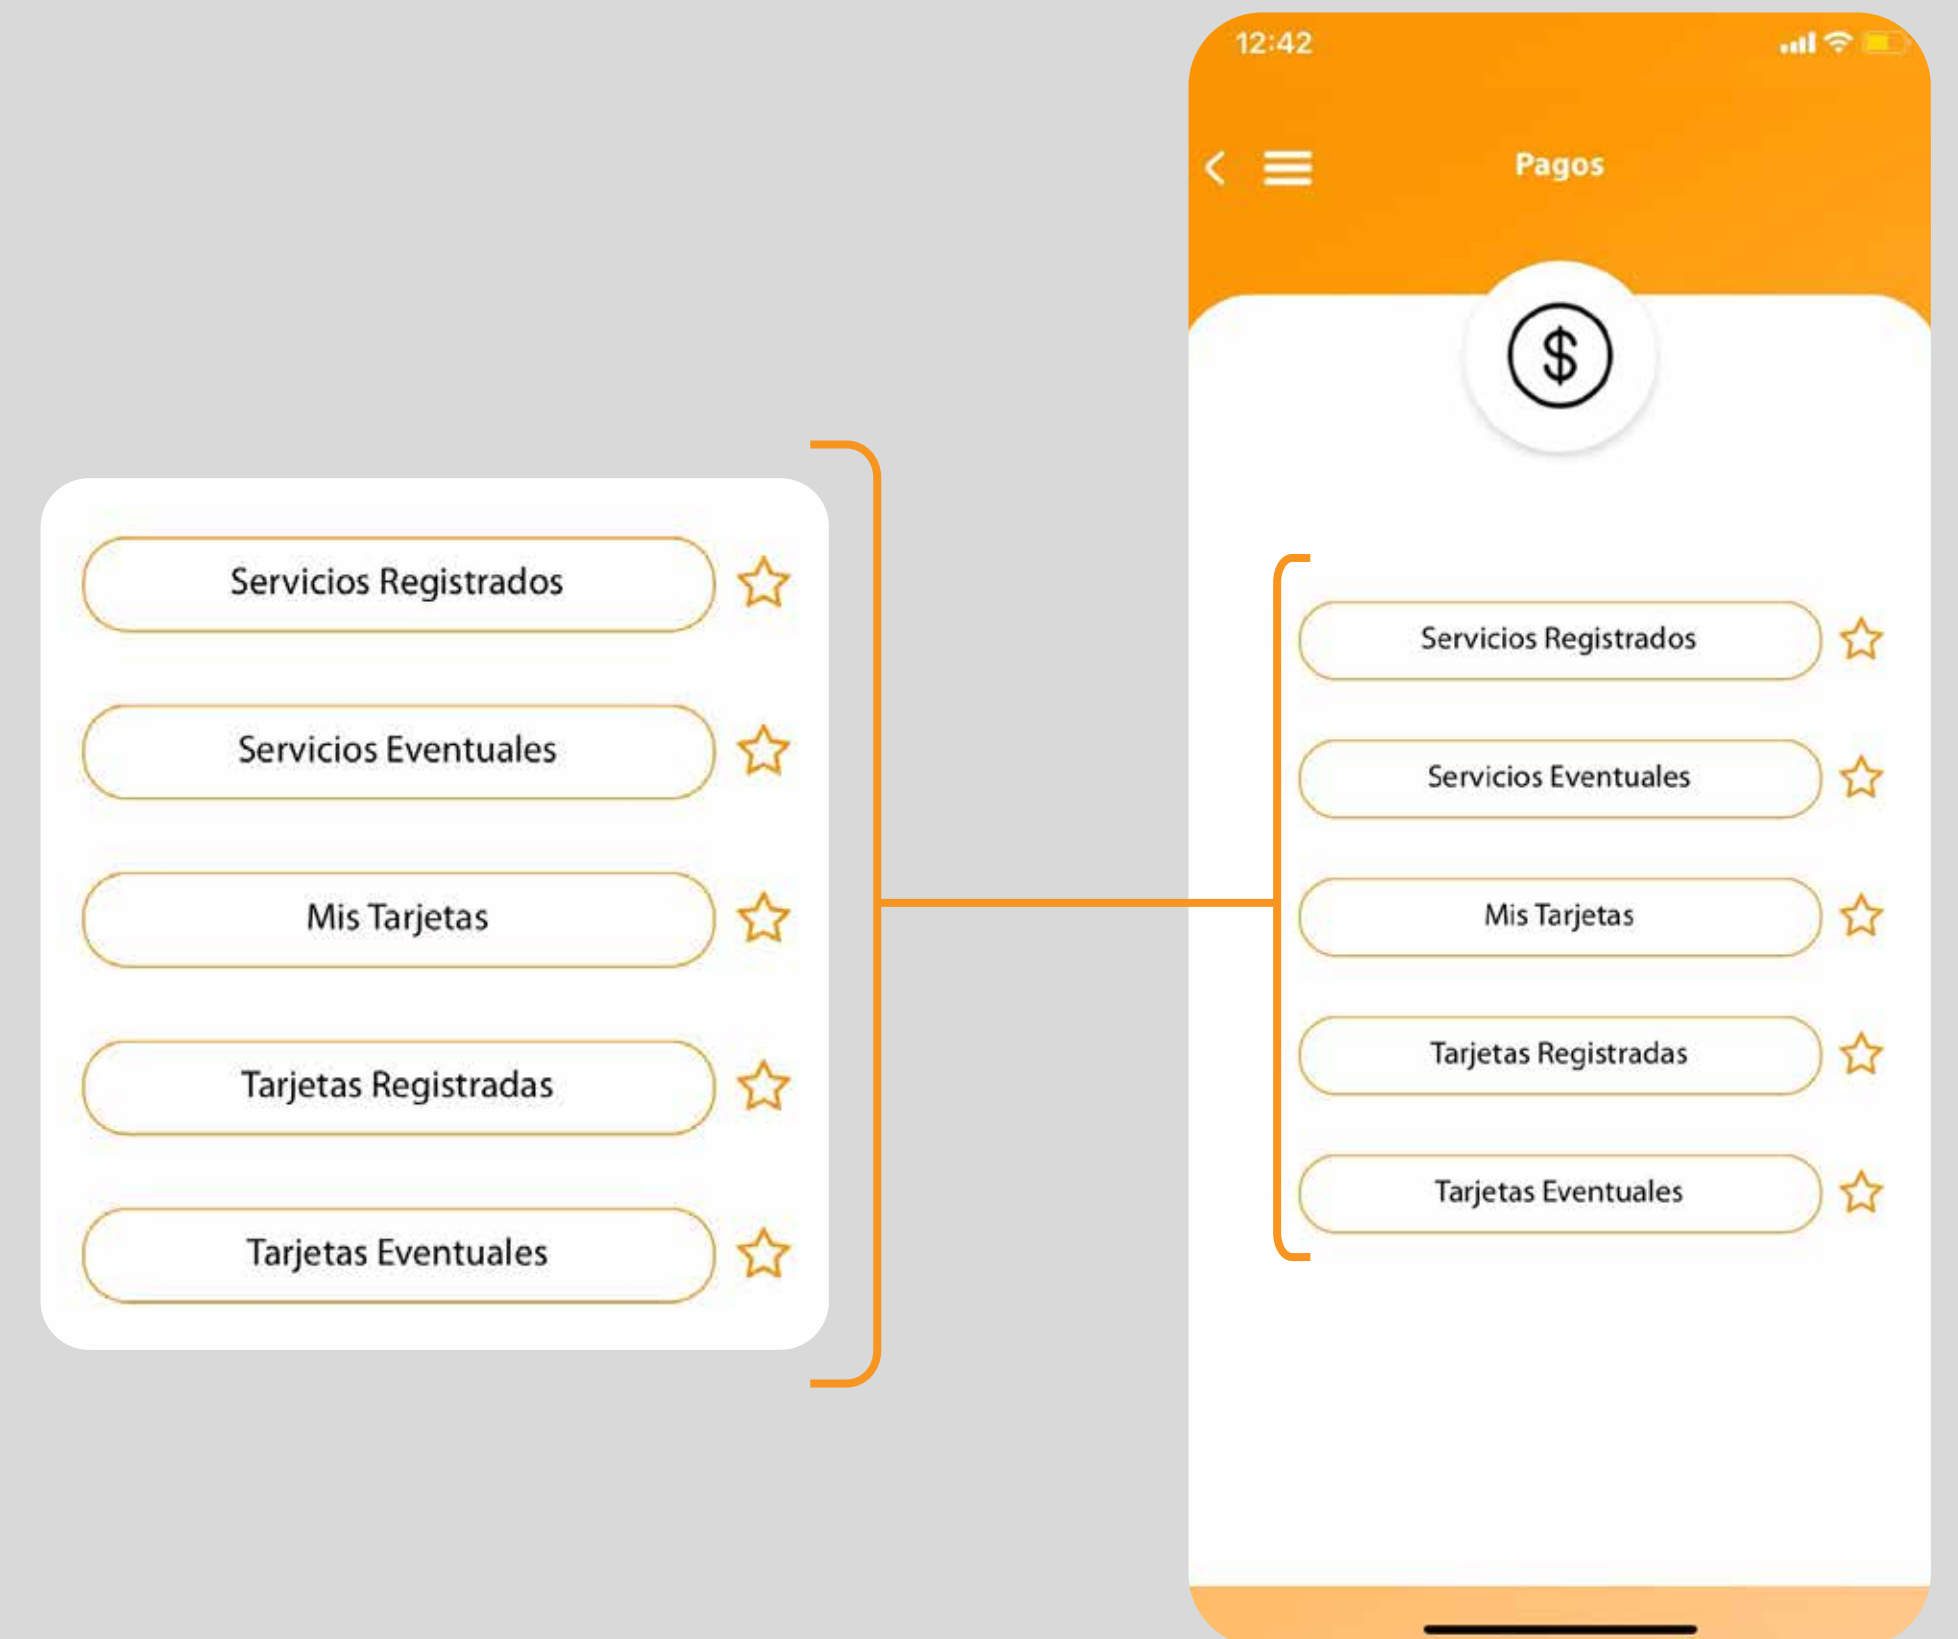 Servicios Registrados
Servicios Eventuales
Mis Tarjetas
Tarjetas Registradas
Tarjetas Eventuales
12:42
Pagos
$
Servicios Registrados
Servicios Eventuales
Mis Tarjetas
Tarjetas Registradas
Tarjetas Eventuales